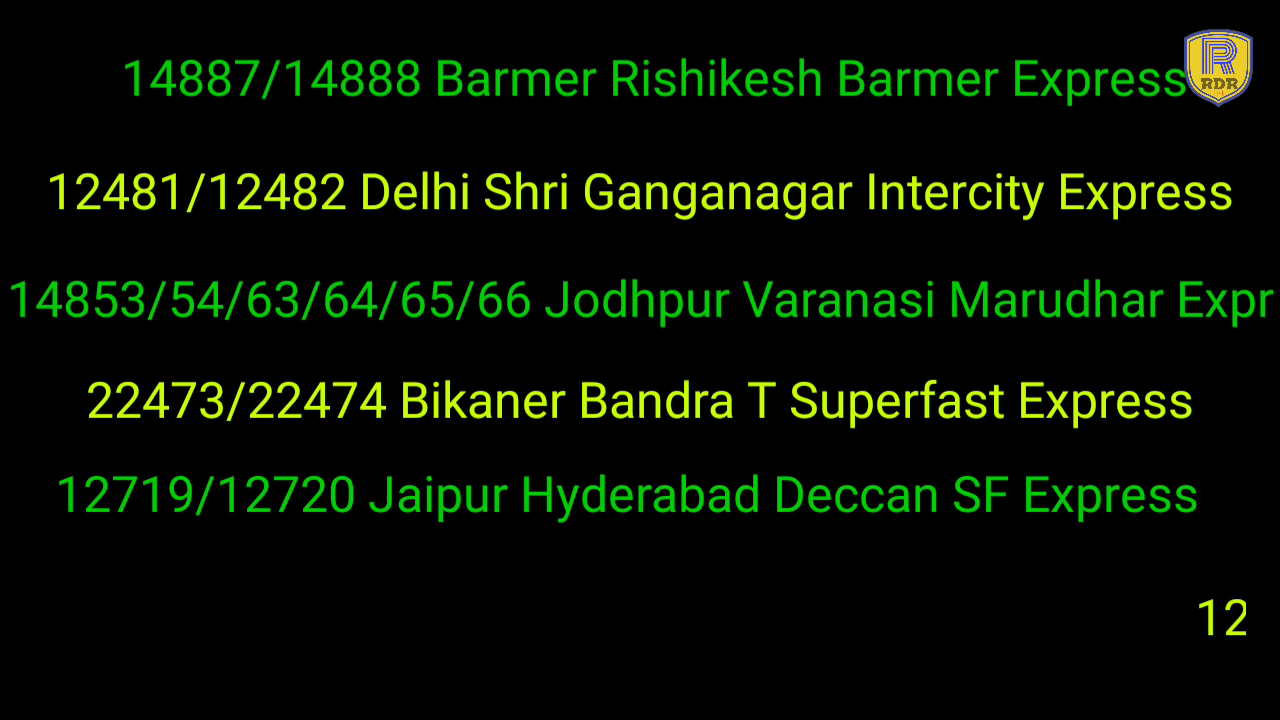 14887/14888 Barmer Rishikesh Barmer Express
RDR
12481/12482 Delhi Shri Ganganagar Intercity Express
14853/54/63/64/65/66 Jodhpur Varanasi Marudhar Expr
22473/22474 Bikaner Bandra T Superfast Express
12719/12720 Jaipur Hyderabad Deccan SF Express
12